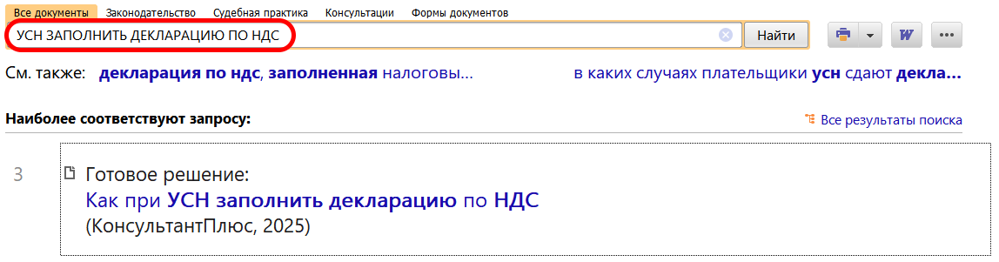 Все документы Законодательство Судебная практика Консультации Формы документов
УСН ЗАПОЛНИТЬ ДЕКЛАРАЦИЮ ПО НДС Найти W
См. также: декларация по ндс, заполненная налоговы... в каких случаях плательщики усн сдают декла...
Наиболее соответствуют запросу: Все результаты поиска
3 Готовое решение:
Как при УСН заполнить декларацию по НДС
(КонсультантПлюс, 2025)